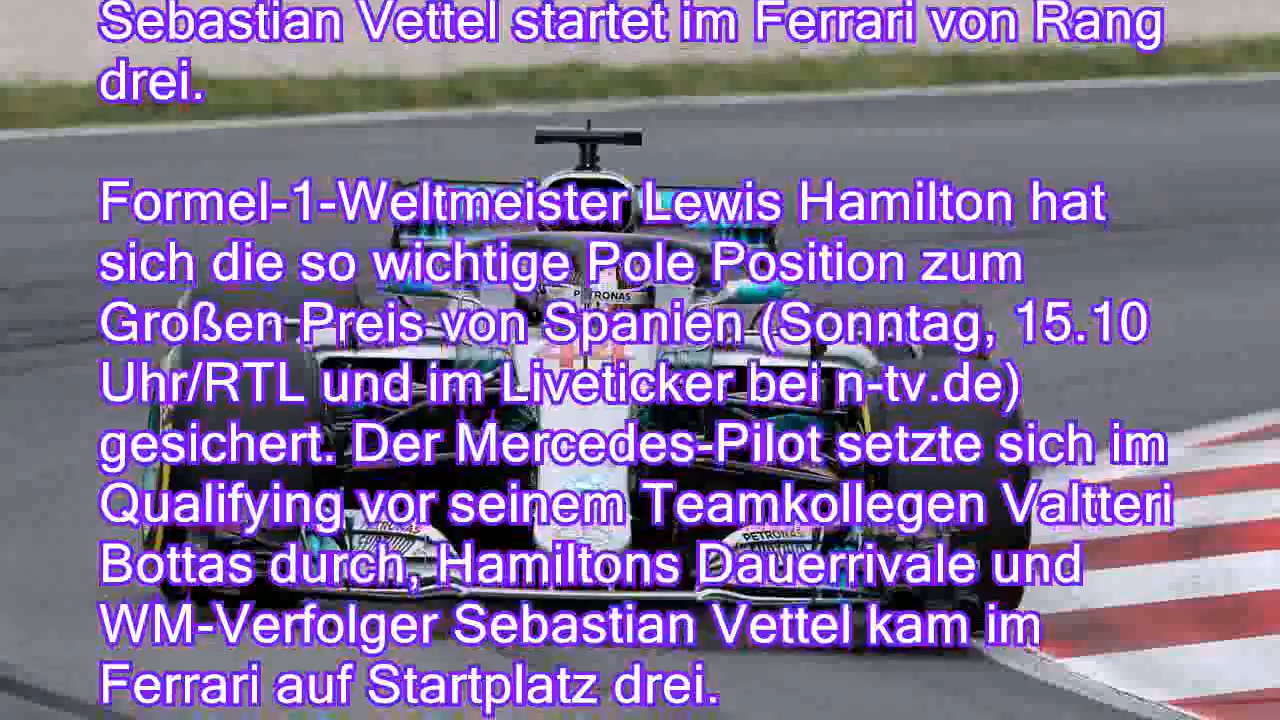 Sebastian Vettel startet im Ferrari von Rang
drei.
Formel-1-Weltmeister Lewis Hamilton hat
sich die so wichtige Pole Position zum
Großen Preis von Spanien (Sonntag, 15.10
Uhr/RTL und im Liveticker bei n-tv.de)
gesichert. Der Mercedes-Pilot setzte sich im
Qualifying vor seinem Teamkollegen Valtteri
Bottas durch, Hamiltons Dauerrivale und
WM-Verfolger Sebastian Vettel kam im
Ferrari auf Startplatz drei.
PETRONAS
PETRONAS
PETRONAS